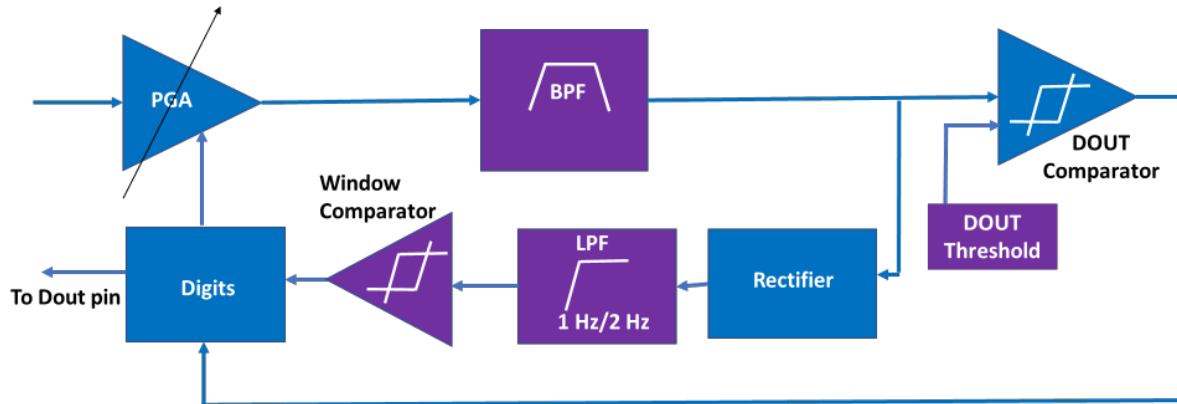 PGA
BPF
DOUT
Comparator
Window
Comparator
DOUT
Threshold
LPF
1 Hz/2 Hz
Rectifier
Digits
To Dout pin